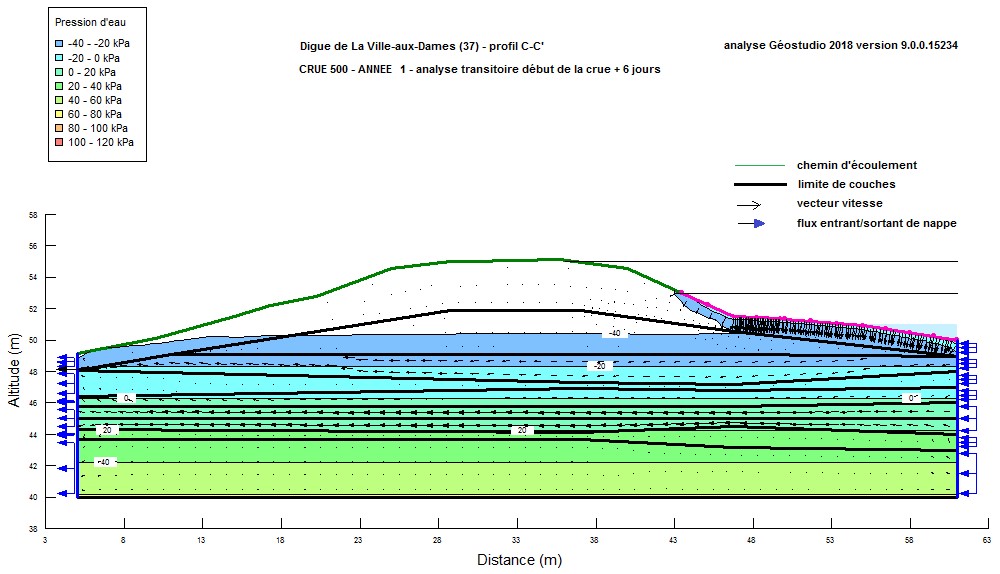 Pression d'eau
-40 - -20 kPa
-20 - 0 kPa
0 - 20 kPa
20 - 40 kPa
40 - 60 kPa
60 - 80 kPa
80 - 100 kPa
100 - 120 kPa
Digue de La Ville-aux-Dames (37) - profil C-C'
analyse Géostudio 2018 version 9.0.0.15234
CRUE 500 - ANNEE 1 - analyse transitoire début de la crue + 6 jours
chemin d'écoulement
limite de couches
vecteur vitesse
flux entrant/sortant de nappe
58
56
54
52
50
48
46
44
42
40
38
Altitude (m)
-40
-20
0
0
20
20
40
3
8
13
18
23
28
33
38
43
48
53
58
63
Distance (m)